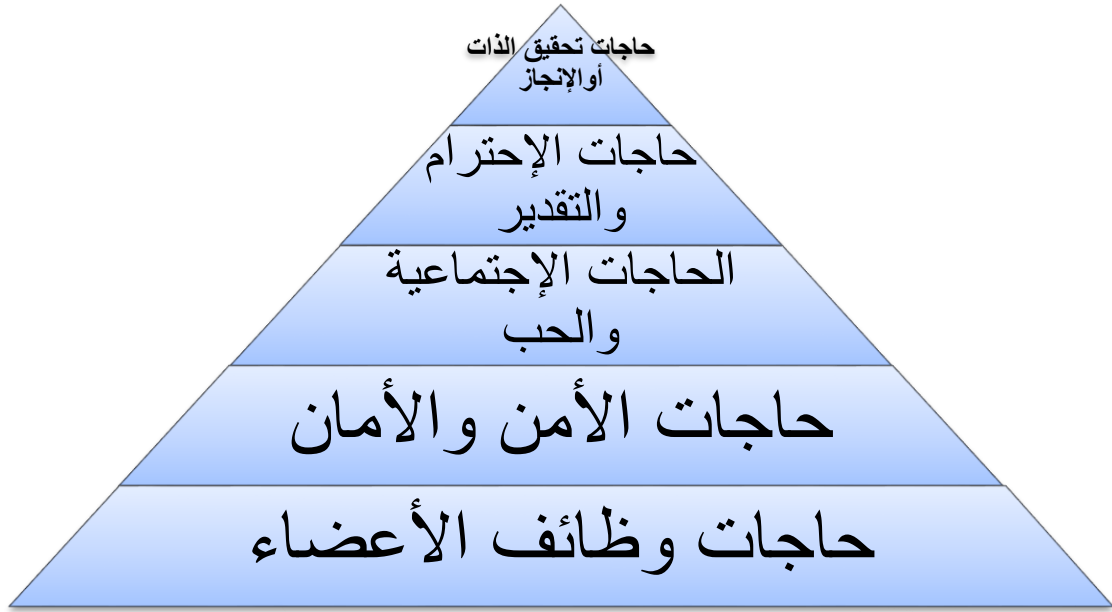 حاجات تحقيق الذات
أوالإنجاز
حاجات الإحترام
والتقدير
الحاجات الإجتماعية
والحب
حاجات الأمن والأمان
حاجات وظائف الأعضاء